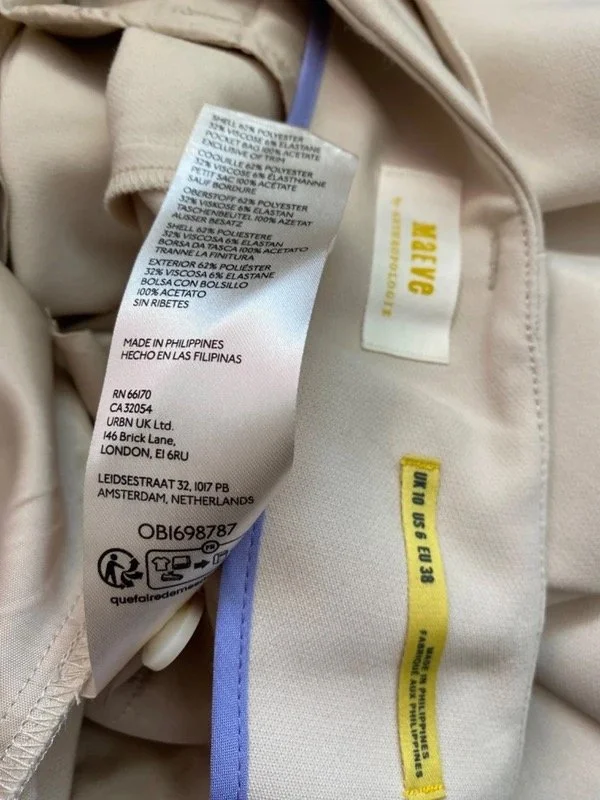 SHELL 62% POLYESTER
32% VISCOSE 6% ELASTANE
POCKET BAG 100% ACETATE
EXCLUSIVE OF TRIM
COQUILLE 62% POLYESTER
32% VISCOSE 6% ÉLASTHANNE
PETIT SAC 100% ACÉTATE
SAUF BORDURE
OBERSTOFF 62% POLYESTER
32% VISKOSE 6% ELASTAN
TASCHENBEUTEL 100% AZETAT
AUSSER BESATZ
SHELL 62% POLIESTERE
32% VISCOSA 6% ELASTAN
BORSA DA TASCA 100% ACETATO
TRANNE LA FINITURA
EXTERIOR 62% POLIÉSTER
32% VISCOSA 6% ELASTANE
BOLSA CON BOLSILLO
100% ACETATO
SIN RIBETES
MADE IN PHILIPPINES
HECHO EN LAS FILIPINAS
RN 66170
CA 32054
URBN UK Ltd.
146 Brick Lane,
LONDON, E1 6RU
LEIDSESTRAAT 32, 1017 PB
AMSTERDAM, NETHERLANDS
OB1698787
FR
maeve
by ANTHROPOLOGIE
UK 10 US 6 EU 38
MADE IN PHILIPPINES
FABRIQUÉ AUX PHILIPPINES